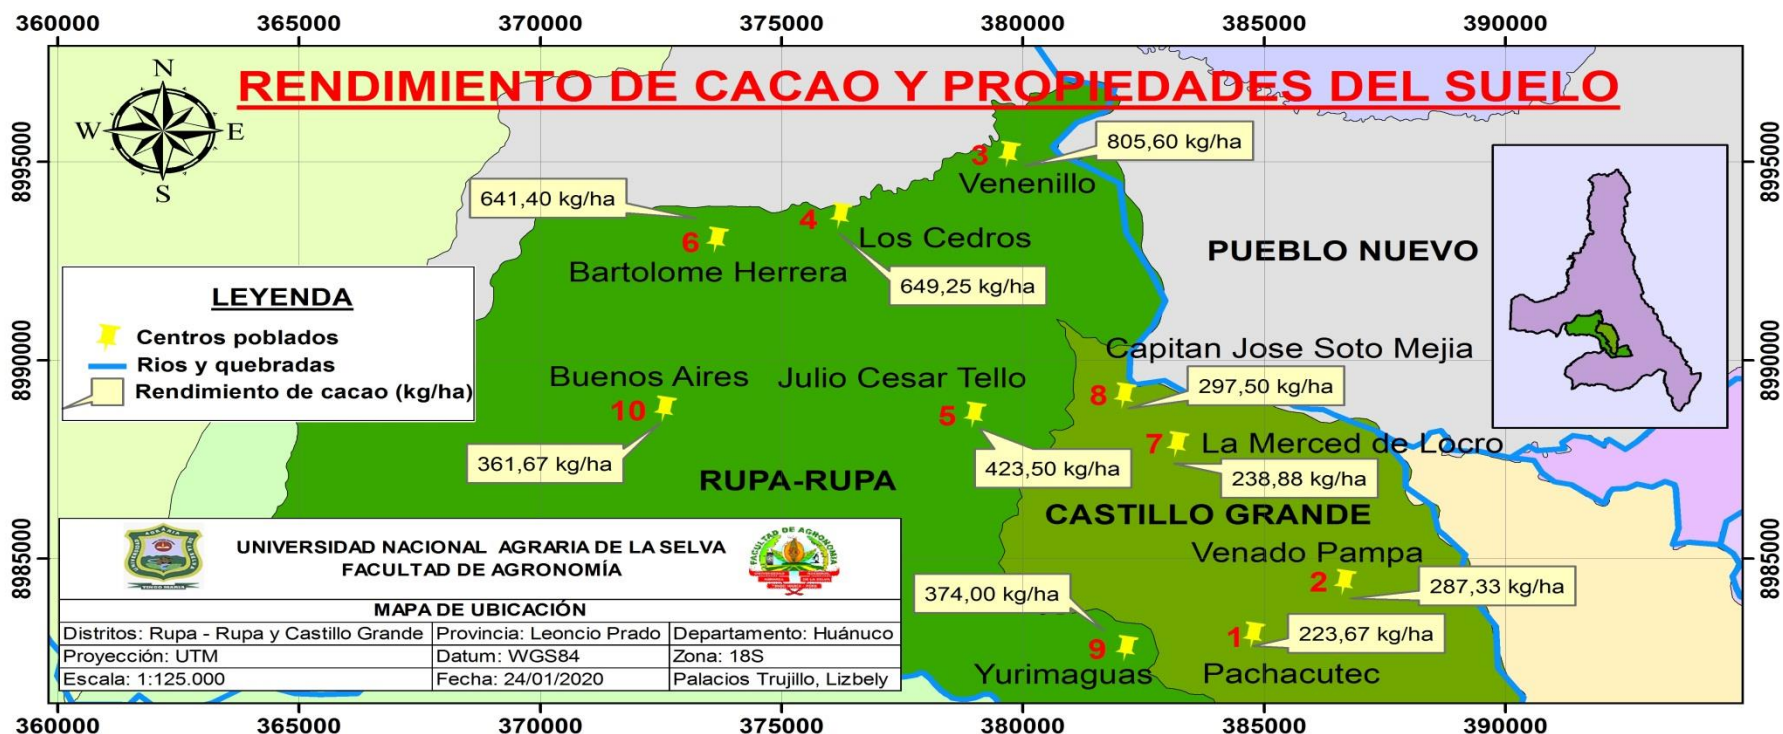 360000 365000 370000 375000 380000 385000 390000
RENDIMIENTO DE CACAO Y PROPIEDADES DEL SUELO
N
W E
S
8995000
8990000
8985000
8995000
8990000
8985000
805,60 kg/ha
3
Venenillo
641,40 kg/ha
4
6
Los Cedros
Bartolome Herrera
649,25 kg/ha
PUEBLO NUEVO
LEYENDA
Centros poblados
Rios y quebradas
Rendimiento de cacao (kg/ha)
Capitan Jose Soto Mejia
Buenos Aires
Julio Cesar Tello
8
297,50 kg/ha
10
5
7
La Merced de Locro
361,67 kg/ha
423,50 kg/ha
238,88 kg/ha
RUPA-RUPA
CASTILLO GRANDE
Venado Pampa
2
287,33 kg/ha
374,00 kg/ha
1
223,67 kg/ha
9
Yurimaguas
Pachacutec
UNIVERSIDAD NACIONAL AGRARIA DE LA SELVA
FACULTAD DE AGRONOMÍA
FACULTAD DE AGRONOMIA
MAPA DE UBICACIÓN
Distritos: Rupa - Rupa y Castillo Grande Provincia: Leoncio Prado Departamento: Huánuco
Proyección: UTM Datum: WGS84 Zona: 18S
Escala: 1:125.000 Fecha: 24/01/2020 Palacios Trujillo, Lizbely
360000 365000 370000 375000 380000 385000 390000